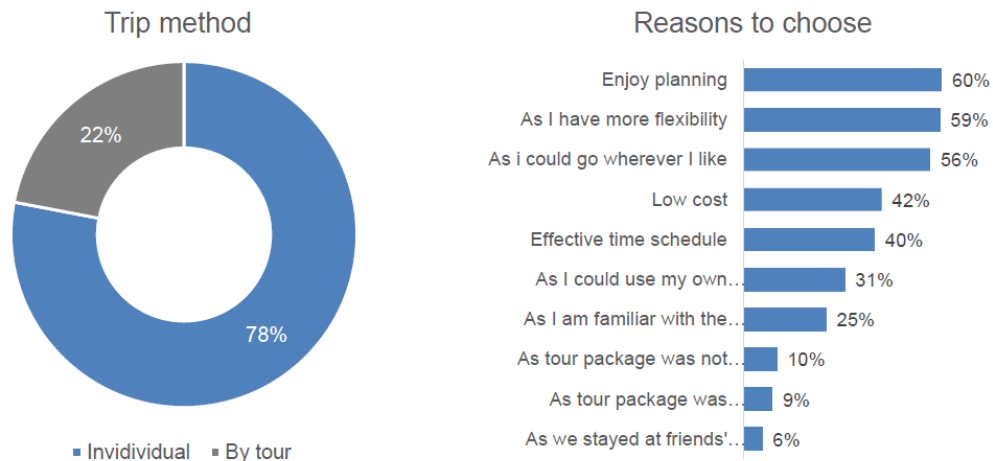 Trip method
22%
78%
Invidividual By tour
Reasons to choose
Enjoy planning 60%
As I have more flexibility 59%
As i could go wherever I like 56%
Low cost 42%
Effective time schedule 40%
As I could use my own… 31%
As I am familiar with the… 25%
As tour package was not… 10%
As tour package was… 9%
As we stayed at friends'… 6%